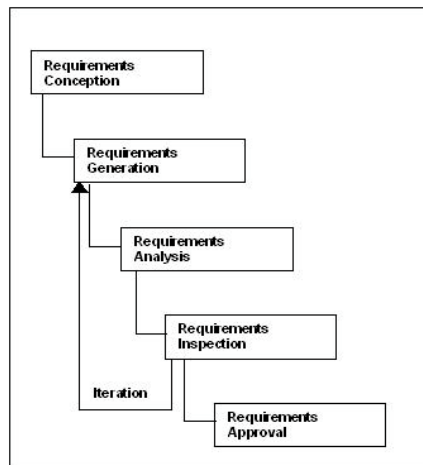 Requirements
Conception
Requirements
Generation
Requirements
Analysis
Requirements
Inspection
Iteration
Requirements
Approval